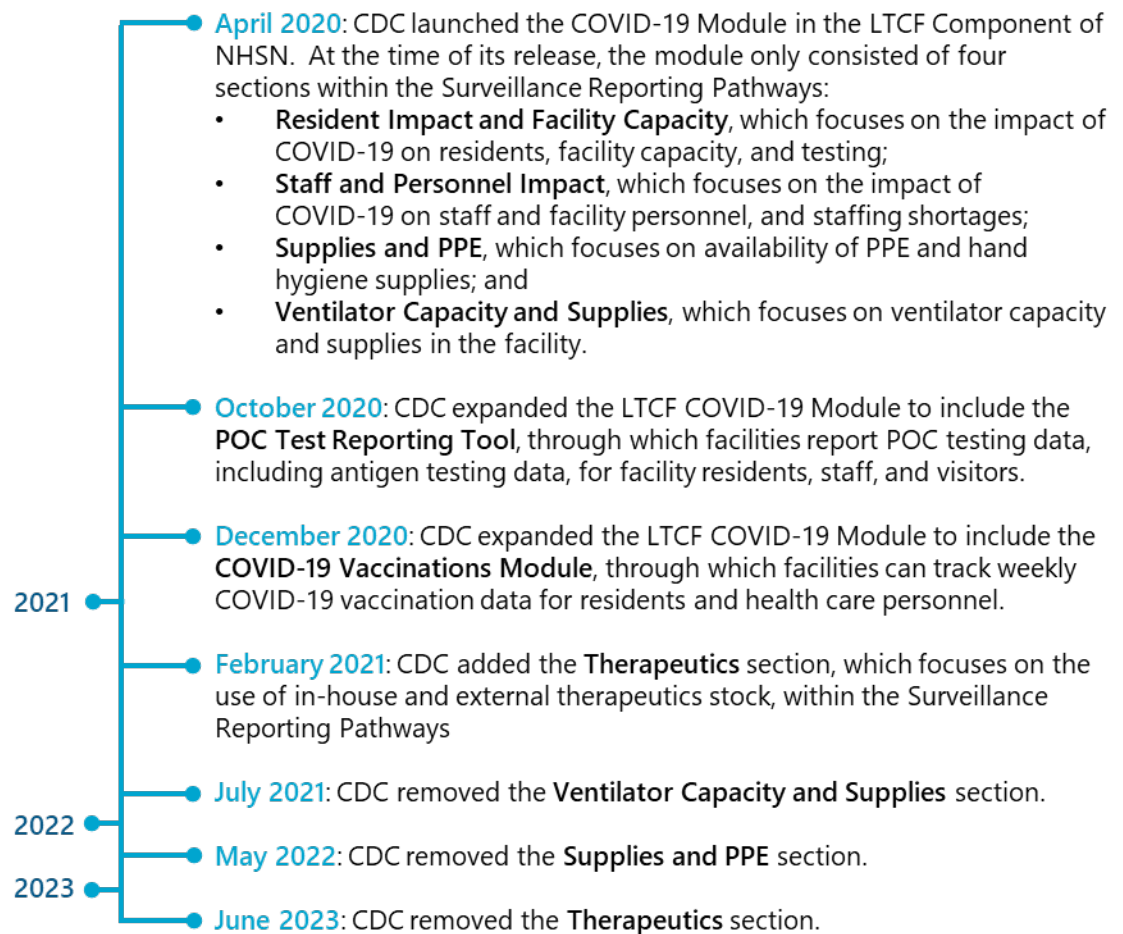 April 2020: CDC launched the COVID-19 Module in the LTCF Component of
NHSN.  At the time of its release, the module only consisted of four
sections within the Surveillance Reporting Pathways:
• Resident Impact and Facility Capacity, which focuses on the impact of
COVID-19 on residents, facility capacity, and testing;
• Staff and Personnel Impact, which focuses on the impact of
COVID-19 on staff and facility personnel, and staffing shortages;
• Supplies and PPE, which focuses on availability of PPE and hand
hygiene supplies; and
• Ventilator Capacity and Supplies, which focuses on ventilator capacity
and supplies in the facility.
October 2020: CDC expanded the LTCF COVID-19 Module to include the
POC Test Reporting Tool, through which facilities report POC testing data,
including antigen testing data, for facility residents, staff, and visitors.
December 2020: CDC expanded the LTCF COVID-19 Module to include the
COVID-19 Vaccinations Module, through which facilities can track weekly
COVID-19 vaccination data for residents and health care personnel.
2021
February 2021: CDC added the Therapeutics section, which focuses on the
use of in-house and external therapeutics stock, within the Surveillance
Reporting Pathways
July 2021: CDC removed the Ventilator Capacity and Supplies section.
2022
May 2022: CDC removed the Supplies and PPE section.
2023
June 2023: CDC removed the Therapeutics section.